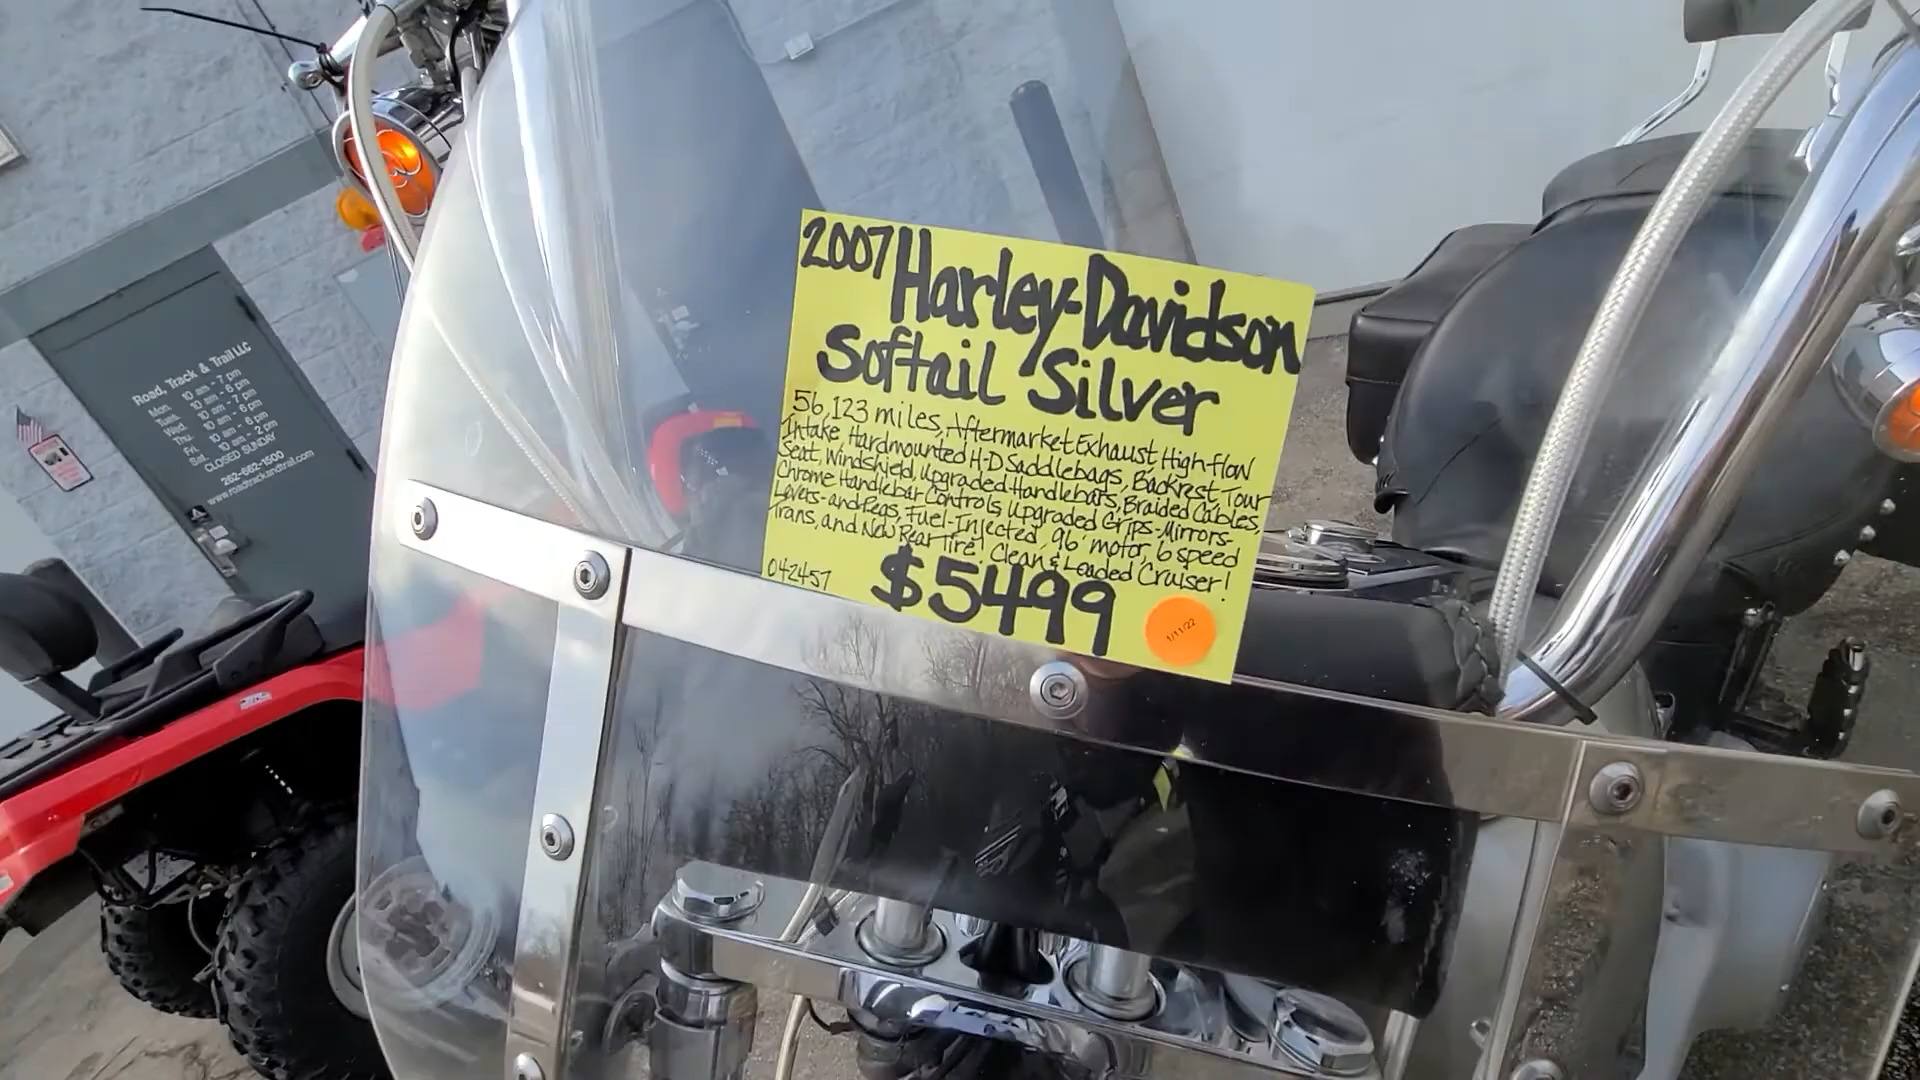 2007 Harley-Davidson
Softail Silver
56,123 miles, Aftermarket Exhaust, High-flow
Intake, Hardmounted H-D Saddlebags, Backrest, Tour
Seat, Windshield, Upgraded Handlebars, Braided Cables,
Chrome Handlebar Controls, Upgraded Grips-Mirrors-
Levers-and Pegs, Fuel-Injected, 96" motor, 6 speed
Trans, and New Rear Tire! Clean & Loaded Cruiser!
042457
$5499
1/11/22
Road, Track & Trail LLC
Mon. 10 am - 7 pm
Tues. 10 am - 6 pm
Wed. 10 am - 7 pm
Thu. 10 am - 6 pm
Fri. 10 am - 6 pm
Sat. 10 am - 2 pm
CLOSED SUNDAY
262-662-1500
www.roadtrackandtrail.com